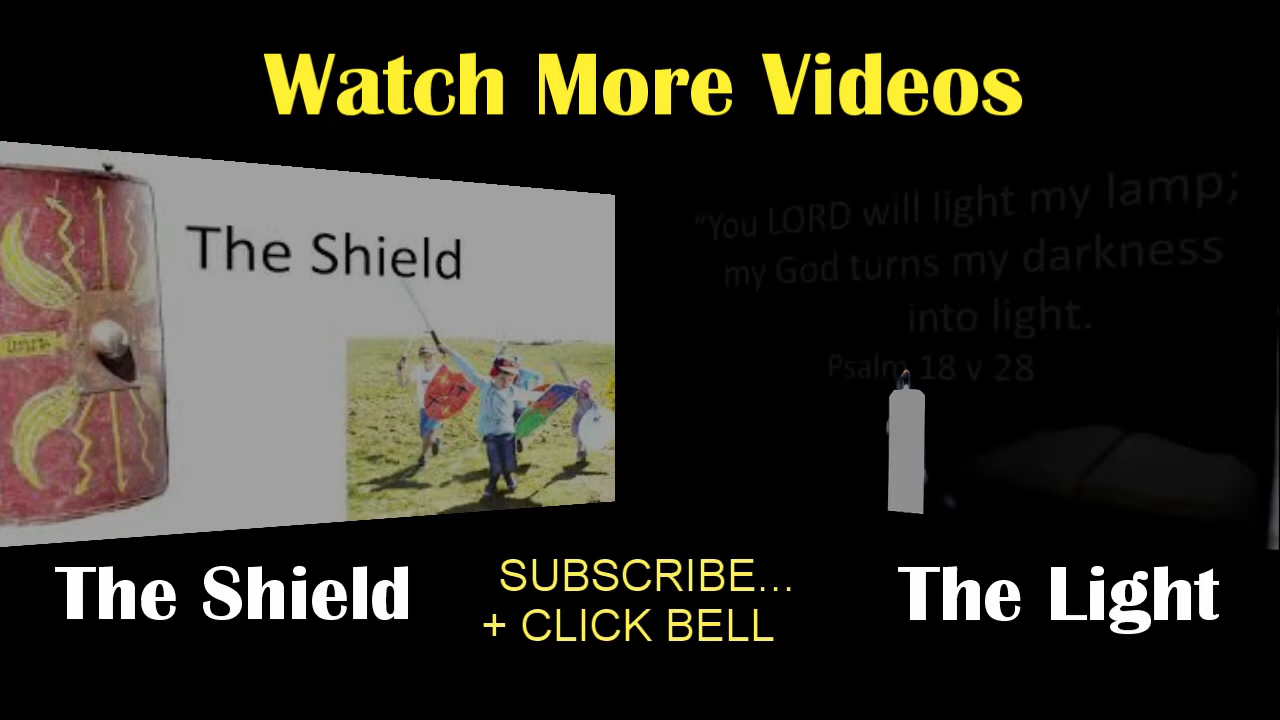 Watch More Videos
The Shield
"You LORD will light my lamp;
my God turns my darkness
into light.
Psalm 18 v 28
The Shield
SUBSCRIBE...
+ CLICK BELL
The Light